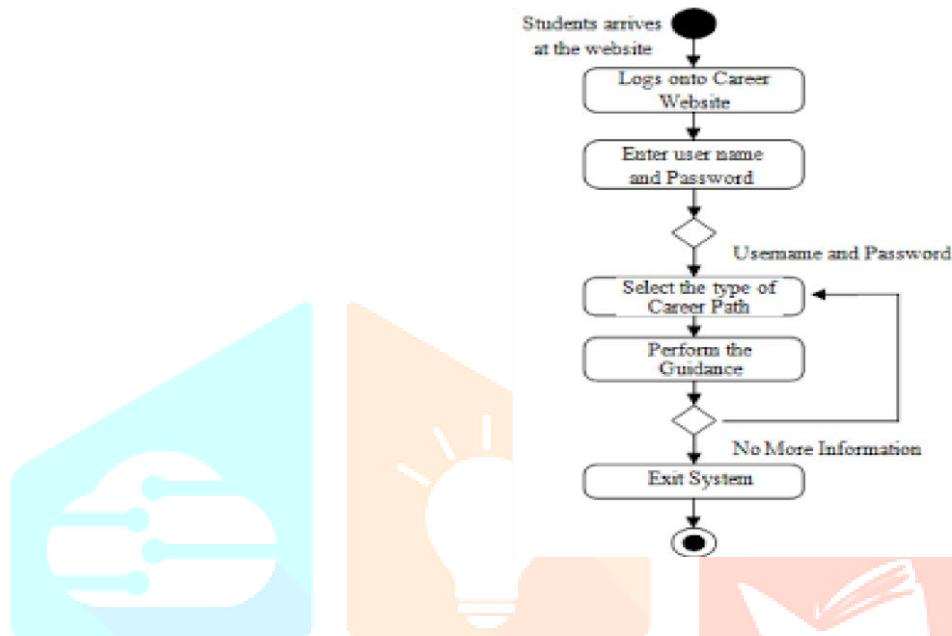 Students arrives
at the website
Logs onto Career
Website
Enter user name
and Password
Username and Password
Select the type of
Career Path
Perform the
Guidance
No More Information
Exit System